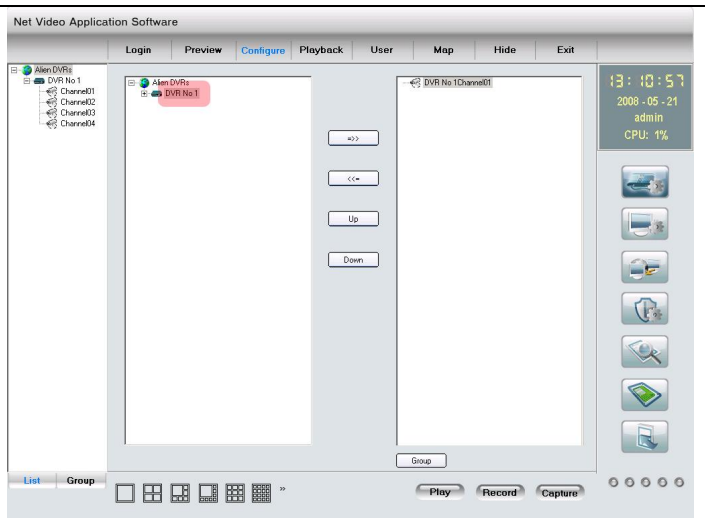 Net Video Application Software
Login Preview Configure Playback User Map Hide Exit
Alien DVRs
DVR No 1
Channel01
Channel02
Channel03
Channel04
Alien DVRs
DVR No 1
=>>
<<=
Up
Down
DVR No 1Channel01
Group
13:10:57
2008 - 05 - 21
admin
CPU: 1%
List Group
»
Play Record Capture